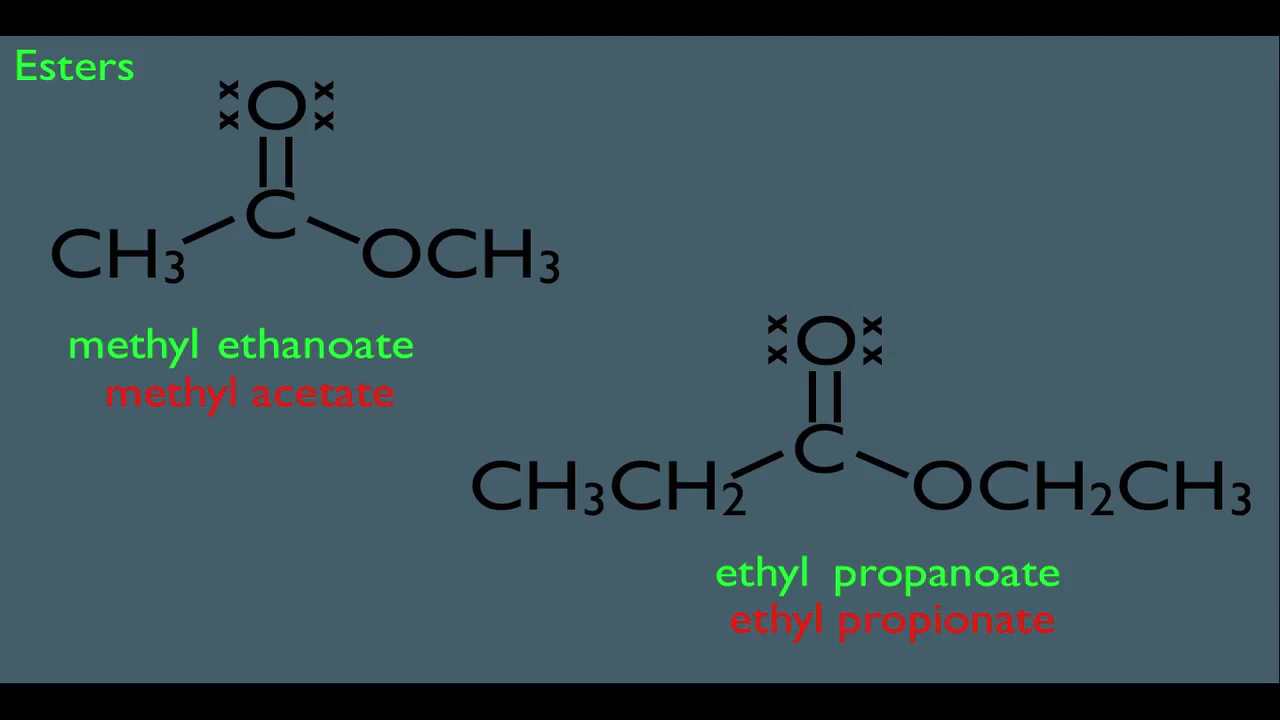 Esters
x O x
x x
C
CH₃ OCH₃
methyl ethanoate
methyl acetate
x O x
x x
C
CH₃CH₂ OCH₂CH₃
ethyl propanoate
ethyl propionate